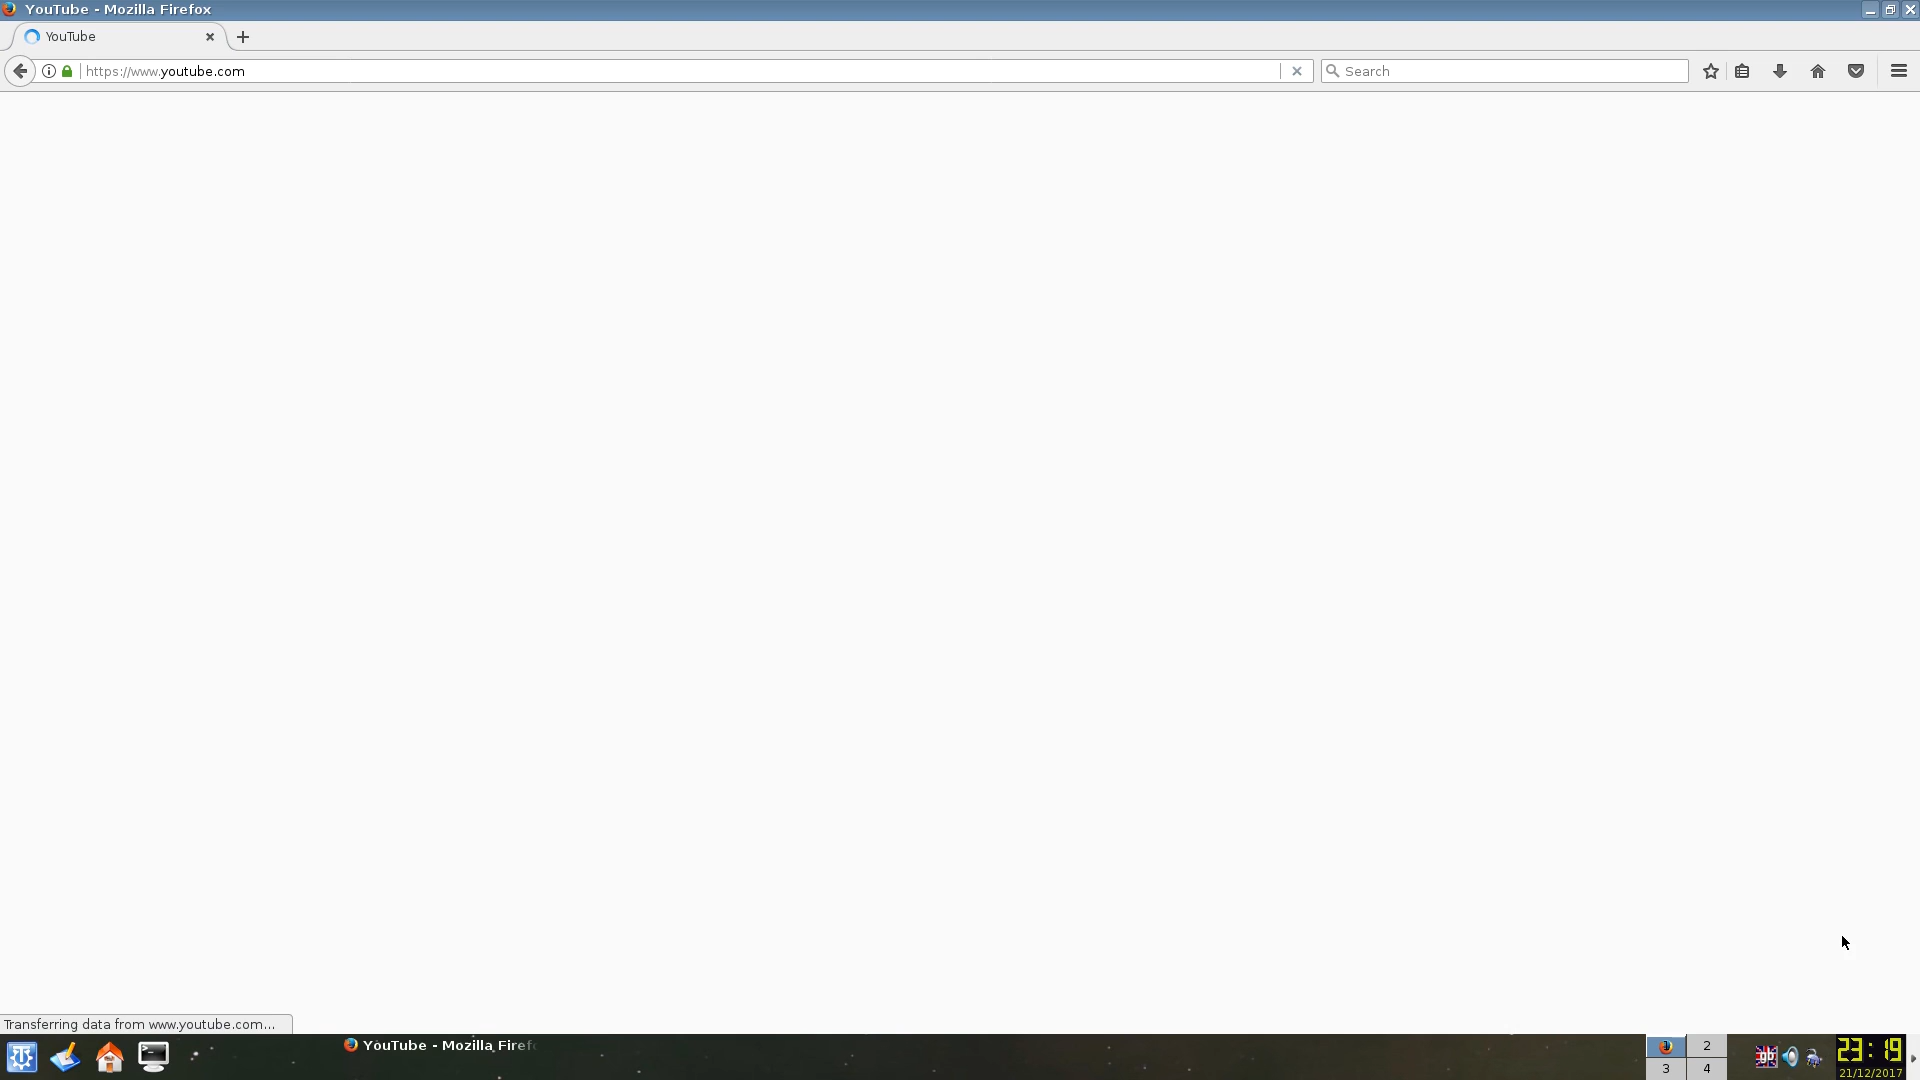 YouTube - Mozilla Firefox
YouTube
https://www.youtube.com
Search
Transferring data from www.youtube.com...
YouTube - Mozilla Firef
2
3
4
gb
23:19
21/12/2017